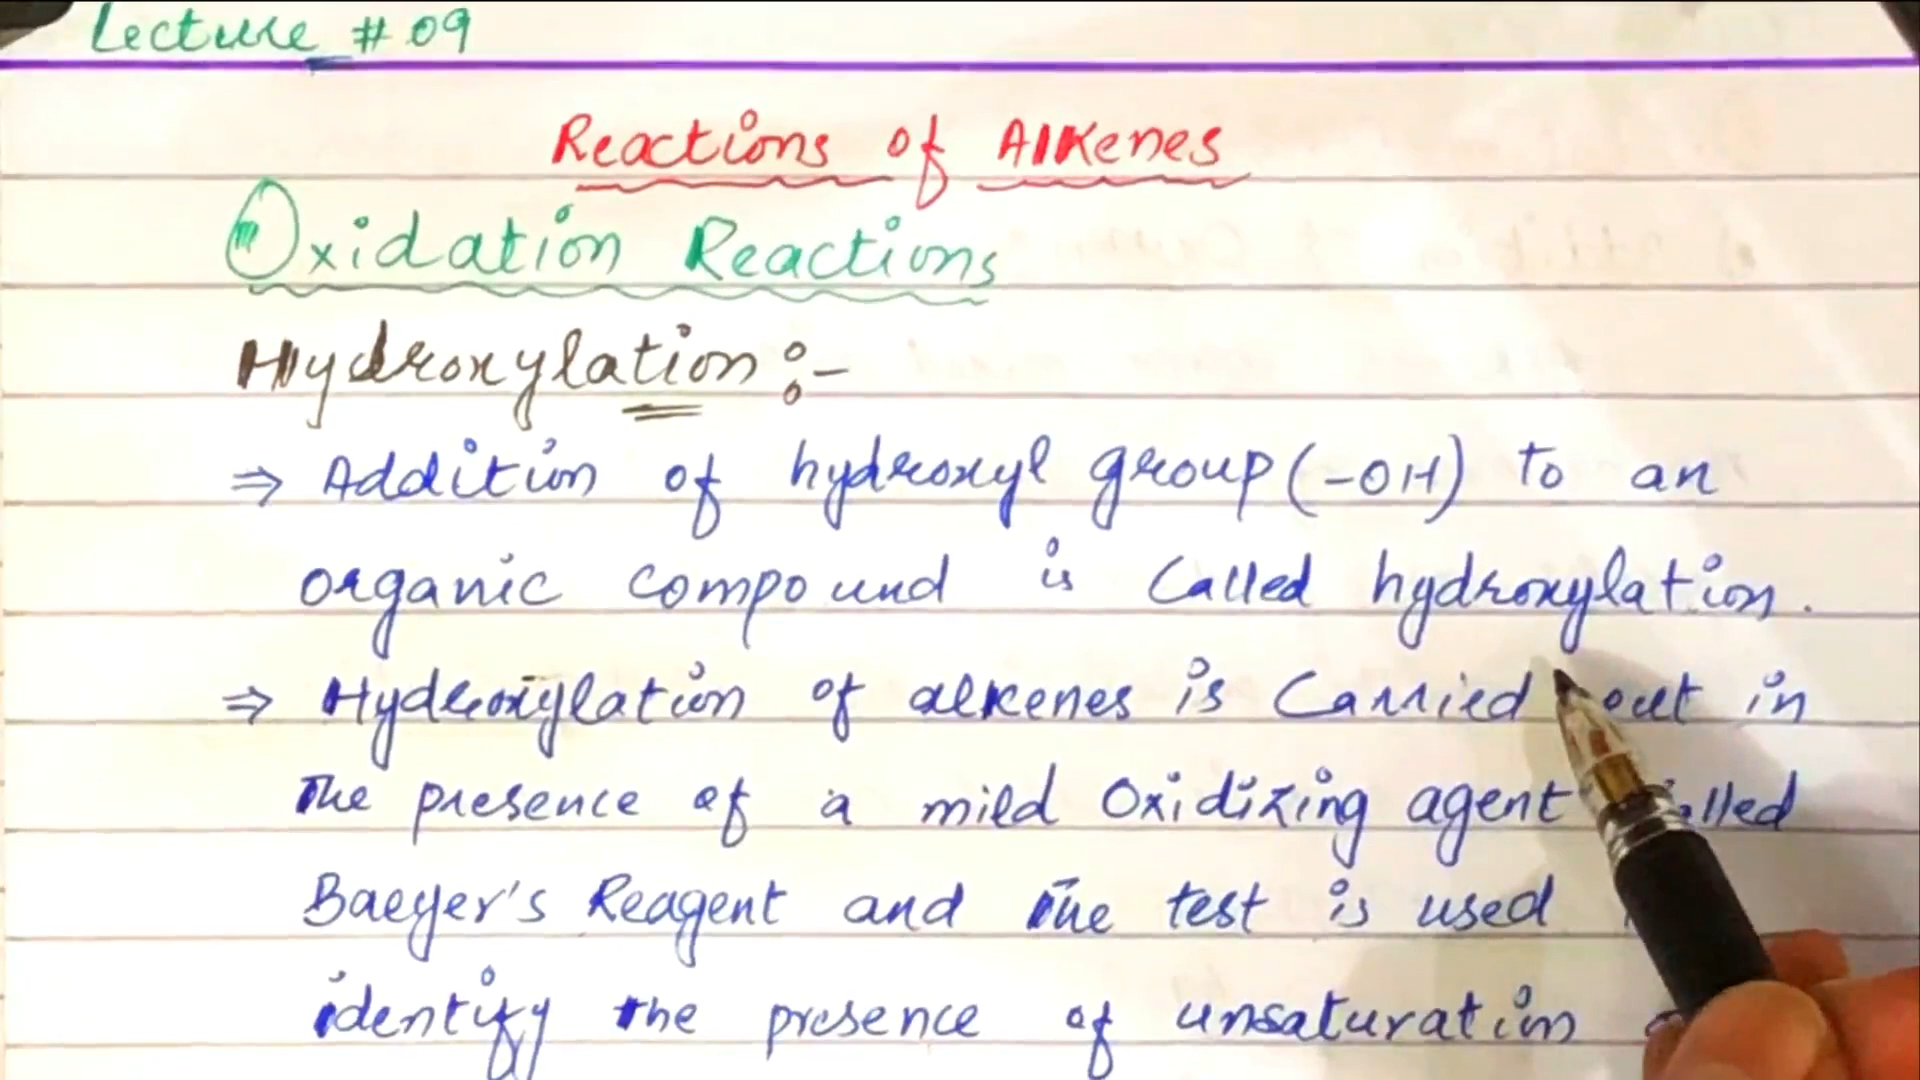 Lecture # 09
Reactions of Alkenes
Oxidation Reactions
Hydroxylation :-
⇒ Addition of hydroxyl group (-OH) to an
organic compound is called hydroxylation.
⇒ Hydroxylation of alkenes is Carried out in
the presence of a mild Oxidizing agent
Baeyer's Reagent and the test is used
identify the presence of unsaturation